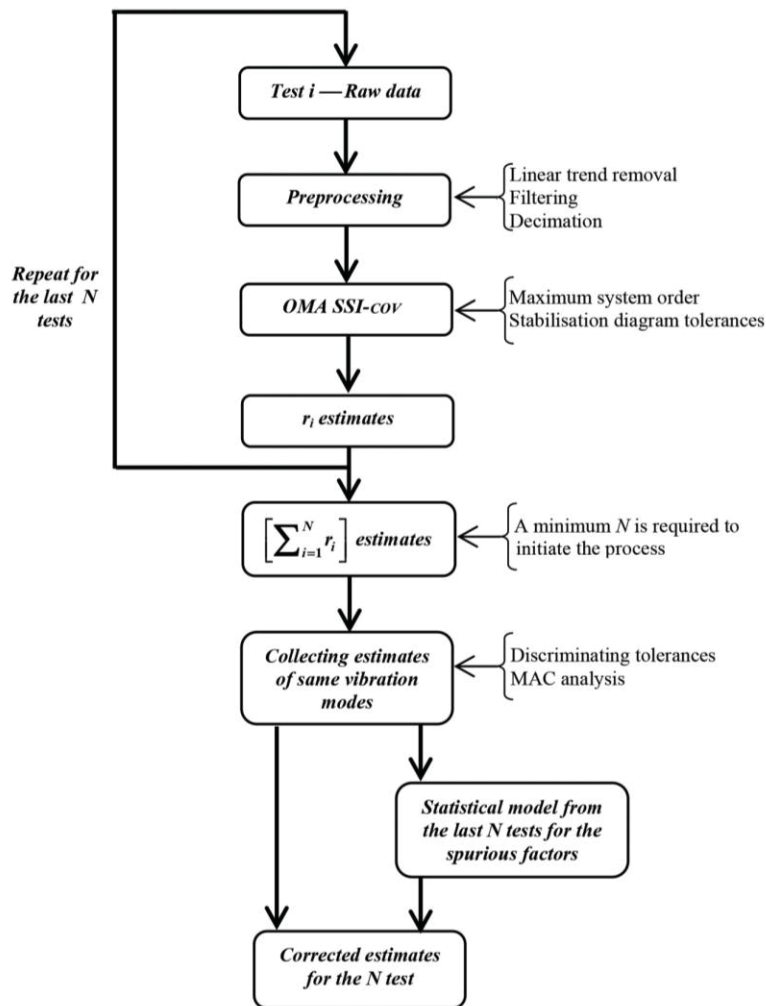 Test i — Raw data
Preprocessing
Linear trend removal
Filtering
Decimation
Repeat for
the last N
tests
OMA SSI-COV
Maximum system order
Stabilisation diagram tolerances
rᵢ estimates
[∑ᵢ₌₁ᴺ rᵢ] estimates
A minimum N is required to
initiate the process
Collecting estimates
of same vibration
modes
Discriminating tolerances
MAC analysis
Statistical model from
the last N tests for the
spurious factors
Corrected estimates
for the N test